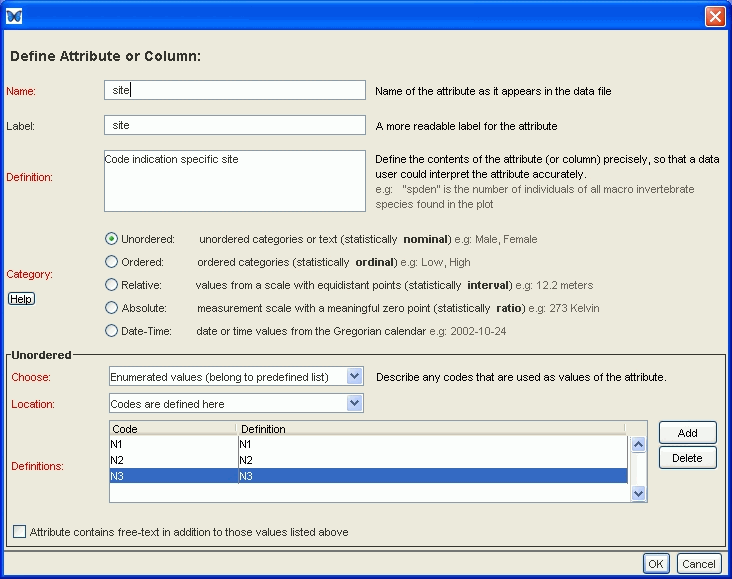 Define Attribute or Column:
Name: site Name of the attribute as it appears in the data file
Label: site A more readable label for the attribute
Definition: Code indication specific site Define the contents of the attribute (or column) precisely, so that a data
user could interpret the attribute accurately.
e.g: "spden" is the number of individuals of all macro invertebrate
species found in the plot
Category:
Help
Unordered: unordered categories or text (statistically nominal) e.g: Male, Female
Ordered: ordered categories (statistically ordinal) e.g: Low, High
Relative: values from a scale with equidistant points (statistically interval) e.g: 12.2 meters
Absolute: measurement scale with a meaningful zero point (statistically ratio) e.g: 273 Kelvin
Date-Time: date or time values from the Gregorian calendar e.g: 2002-10-24
Unordered
Choose: Enumerated values (belong to predefined list) Describe any codes that are used as values of the attribute.
Location: Codes are defined here
Definitions:
Code Definition
N1 N1
N2 N2
N3 N3
Add
Delete
Attribute contains free-text in addition to those values listed above
OK Cancel